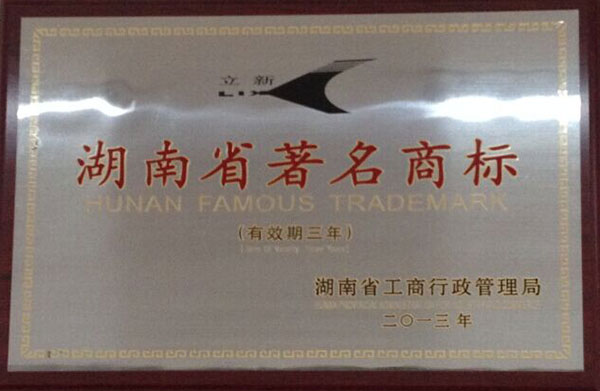 立新
湖南省著名商标
HUNAN FAMOUS TRADEMARK
(有效期三年)
湖南省工商行政管理局
二〇一三年